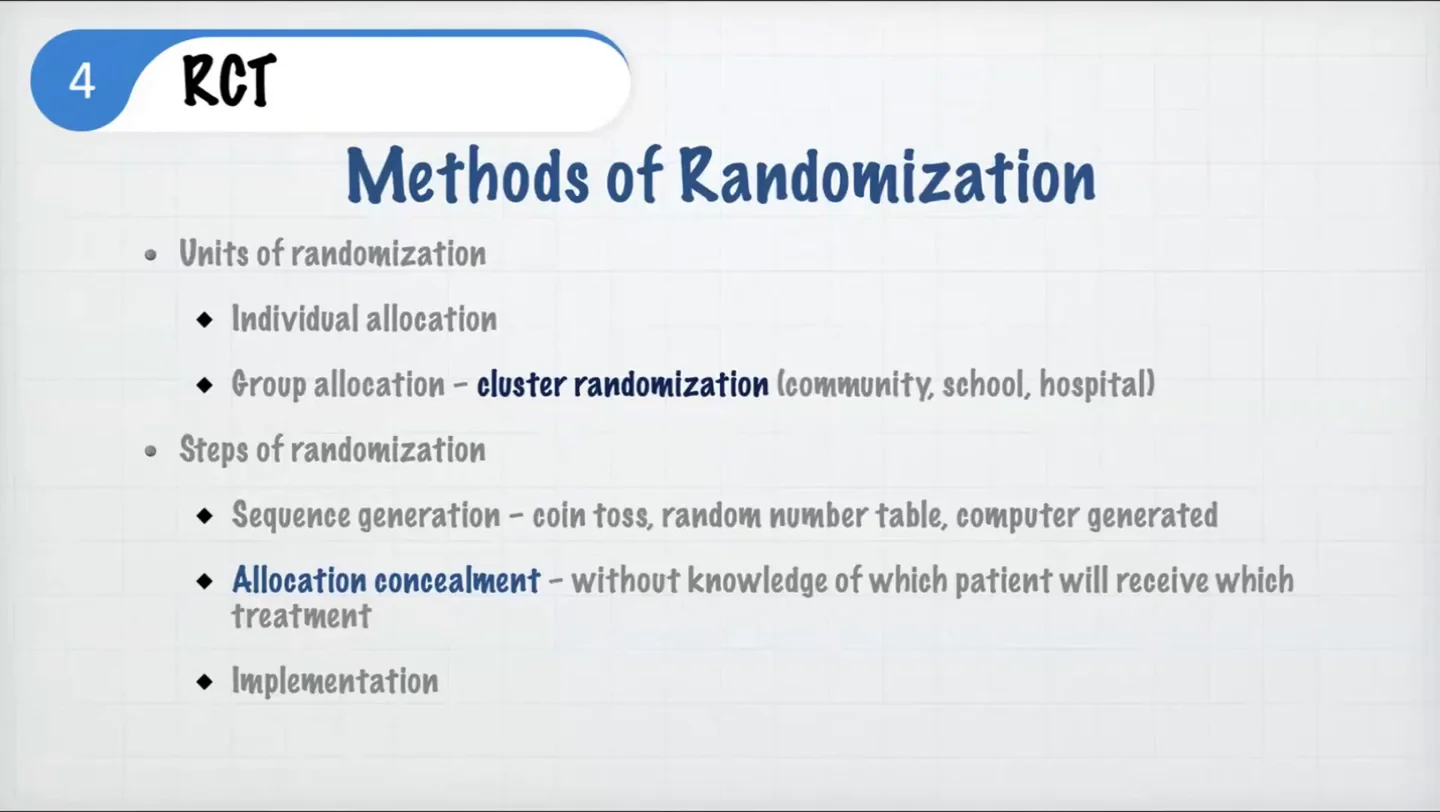 4
RCT
Methods of Randomization
• Units of randomization
◆ Individual allocation
◆ Group allocation – cluster randomization (community, school, hospital)
• Steps of randomization
◆ Sequence generation – coin toss, random number table, computer generated
◆ Allocation concealment – without knowledge of which patient will receive which
treatment
◆ Implementation